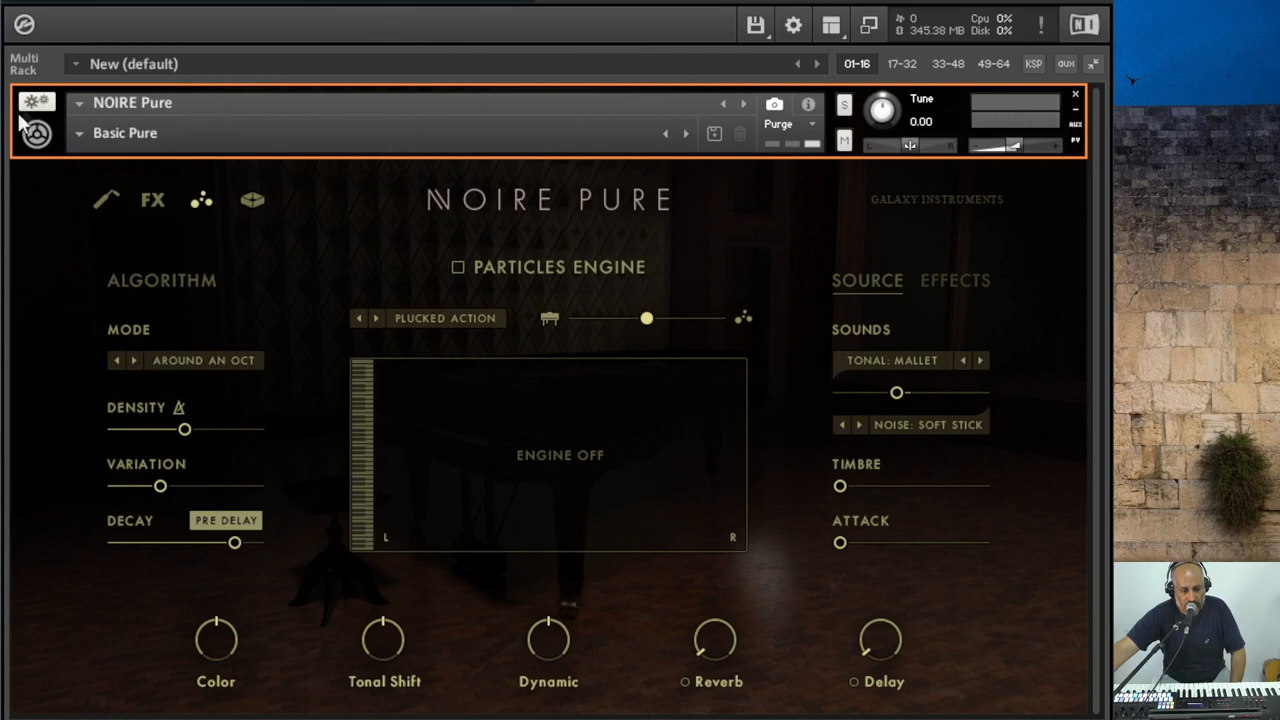 0
345.38 MB
Cpu 0%
Disk 0%
!
NI
Multi
Rack
New (default)
01-16
17-32
33-48
49-64
KSP
AUX
NOIRE Pure
Basic Pure
i
Purge
S
M
Tune
0.00
L
R
AUX
PV
FX
NOIRE PURE
GALAXY INSTRUMENTS
PARTICLES ENGINE
ALGORITHM
SOURCE EFFECTS
PLUCKED ACTION
MODE
AROUND AN OCT
SOUNDS
TONAL: MALLET
DENSITY
NOISE: SOFT STICK
ENGINE OFF
VARIATION
TIMBRE
DECAY
PRE DELAY
ATTACK
L
R
Color
Tonal Shift
Dynamic
Reverb
Delay